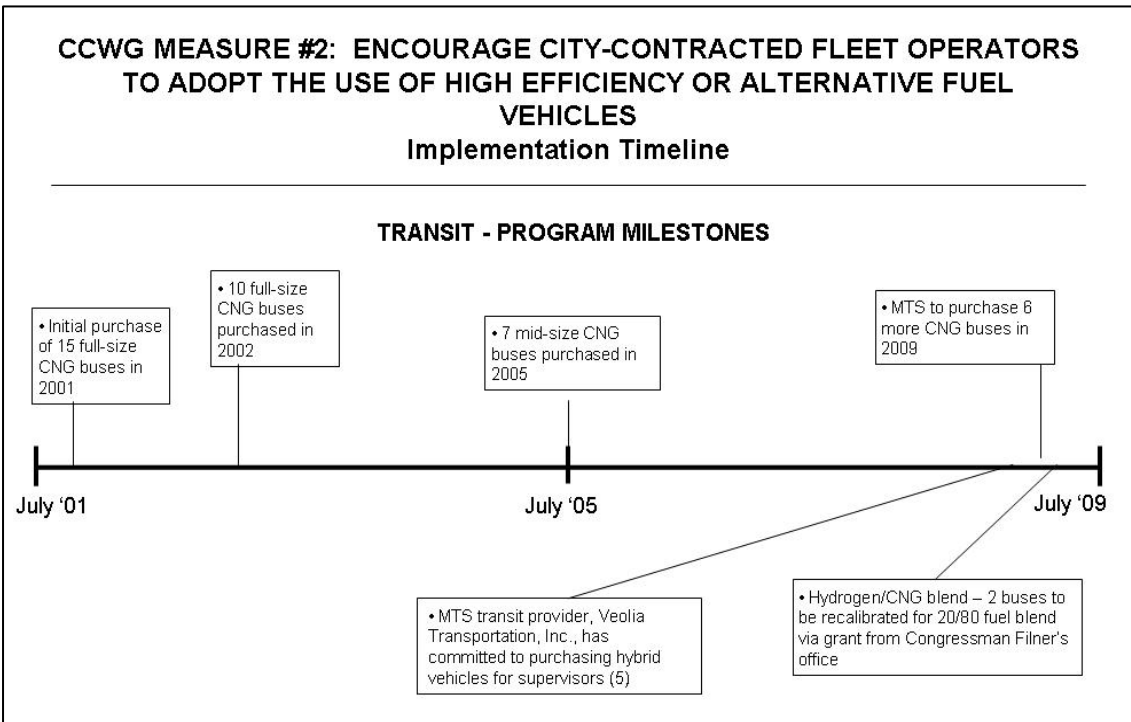 CCWG MEASURE #2:  ENCOURAGE CITY-CONTRACTED FLEET OPERATORS
TO ADOPT THE USE OF HIGH EFFICIENCY OR ALTERNATIVE FUEL
VEHICLES
Implementation Timeline
TRANSIT - PROGRAM MILESTONES
• Initial purchase
of 15 full-size
CNG buses in
2001
• 10 full-size
CNG buses
purchased in
2002
• 7 mid-size CNG
buses purchased in
2005
• MTS to purchase 6
more CNG buses in
2009
July ‘01
July ‘05
July ‘09
• MTS transit provider, Veolia
Transportation, Inc., has
committed to purchasing hybrid
vehicles for supervisors (5)
• Hydrogen/CNG blend – 2 buses to
be recalibrated for 20/80 fuel blend
via grant from Congressman Filner’s
office